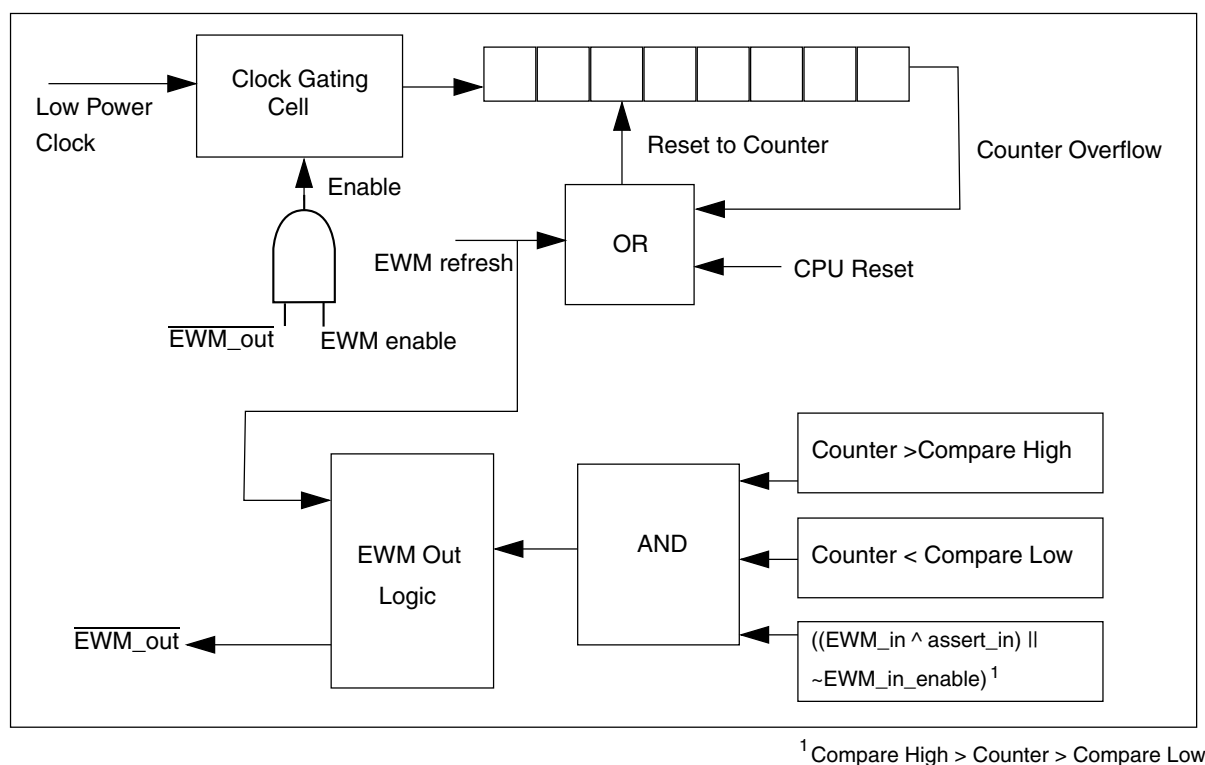 Low Power
Clock
Clock Gating
Cell
Enable
Reset to Counter
Counter Overflow
EWM refresh
OR
CPU Reset
EWM_out
EWM enable
Counter >Compare High
EWM Out
Logic
AND
Counter < Compare Low
EWM_out
((EWM_in ^ assert_in) ||
~EWM_in_enable) 1
1 Compare High > Counter > Compare Low